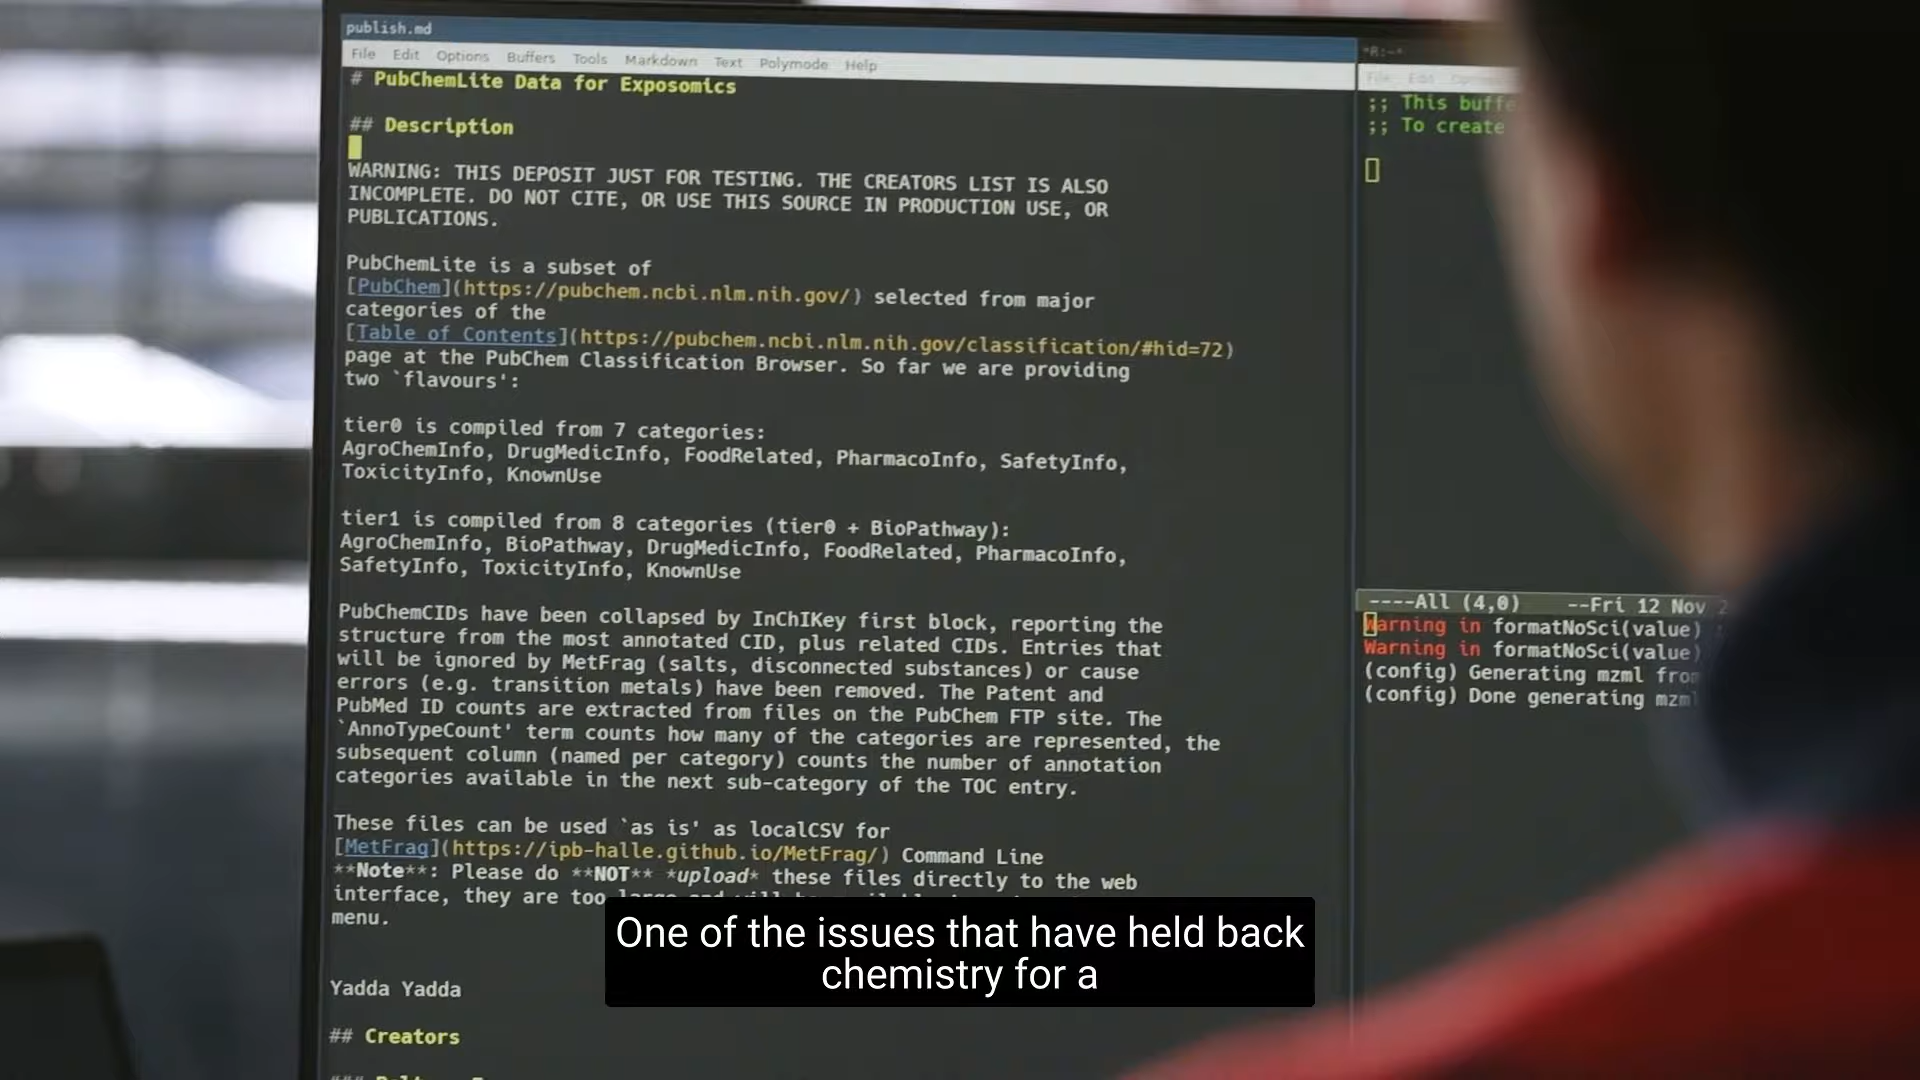 publish.md
File Edit Options Buffers Tools Markdown Text Polymode Help
# PubChemLite Data for Exposomics
## Description
WARNING: THIS DEPOSIT JUST FOR TESTING. THE CREATORS LIST IS ALSO
INCOMPLETE. DO NOT CITE, OR USE THIS SOURCE IN PRODUCTION USE, OR
PUBLICATIONS.
PubChemLite is a subset of
[PubChem](https://pubchem.ncbi.nlm.nih.gov/) selected from major
categories of the
[Table of Contents](https://pubchem.ncbi.nlm.nih.gov/classification/#hid=72)
page at the PubChem Classification Browser. So far we are providing
two `flavours':
tier0 is compiled from 7 categories:
AgroChemInfo, DrugMedicInfo, FoodRelated, PharmacoInfo, SafetyInfo,
ToxicityInfo, KnownUse
tier1 is compiled from 8 categories (tier0 + BioPathway):
AgroChemInfo, BioPathway, DrugMedicInfo, FoodRelated, PharmacoInfo,
SafetyInfo, ToxicityInfo, KnownUse
PubChemCIDs have been collapsed by InChIKey first block, reporting the
structure from the most annotated CID, plus related CIDs. Entries that
will be ignored by MetFrag (salts, disconnected substances) or cause
errors (e.g. transition metals) have been removed. The Patent and
PubMed ID counts are extracted from files on the PubChem FTP site. The
`AnnoTypeCount' term counts how many of the categories are represented, the
subsequent column (named per category) counts the number of annotation
categories available in the next sub-category of the TOC entry.
These files can be used `as is' as localCSV for
[MetFrag](https://ipb-halle.github.io/MetFrag/) Command Line
**Note**: Please do **NOT** *upload* these files directly to the web
interface, they are too
menu.
Yadda Yadda
## Creators
*R:~*
File Edit
;; This buffe
;; To create
----All (4,0) --Fri 12 Nov
Warning in formatNoSci(value)
Warning in formatNoSci(value)
(config) Generating mzml from
(config) Done generating mzml
One of the issues that have held back
chemistry for a